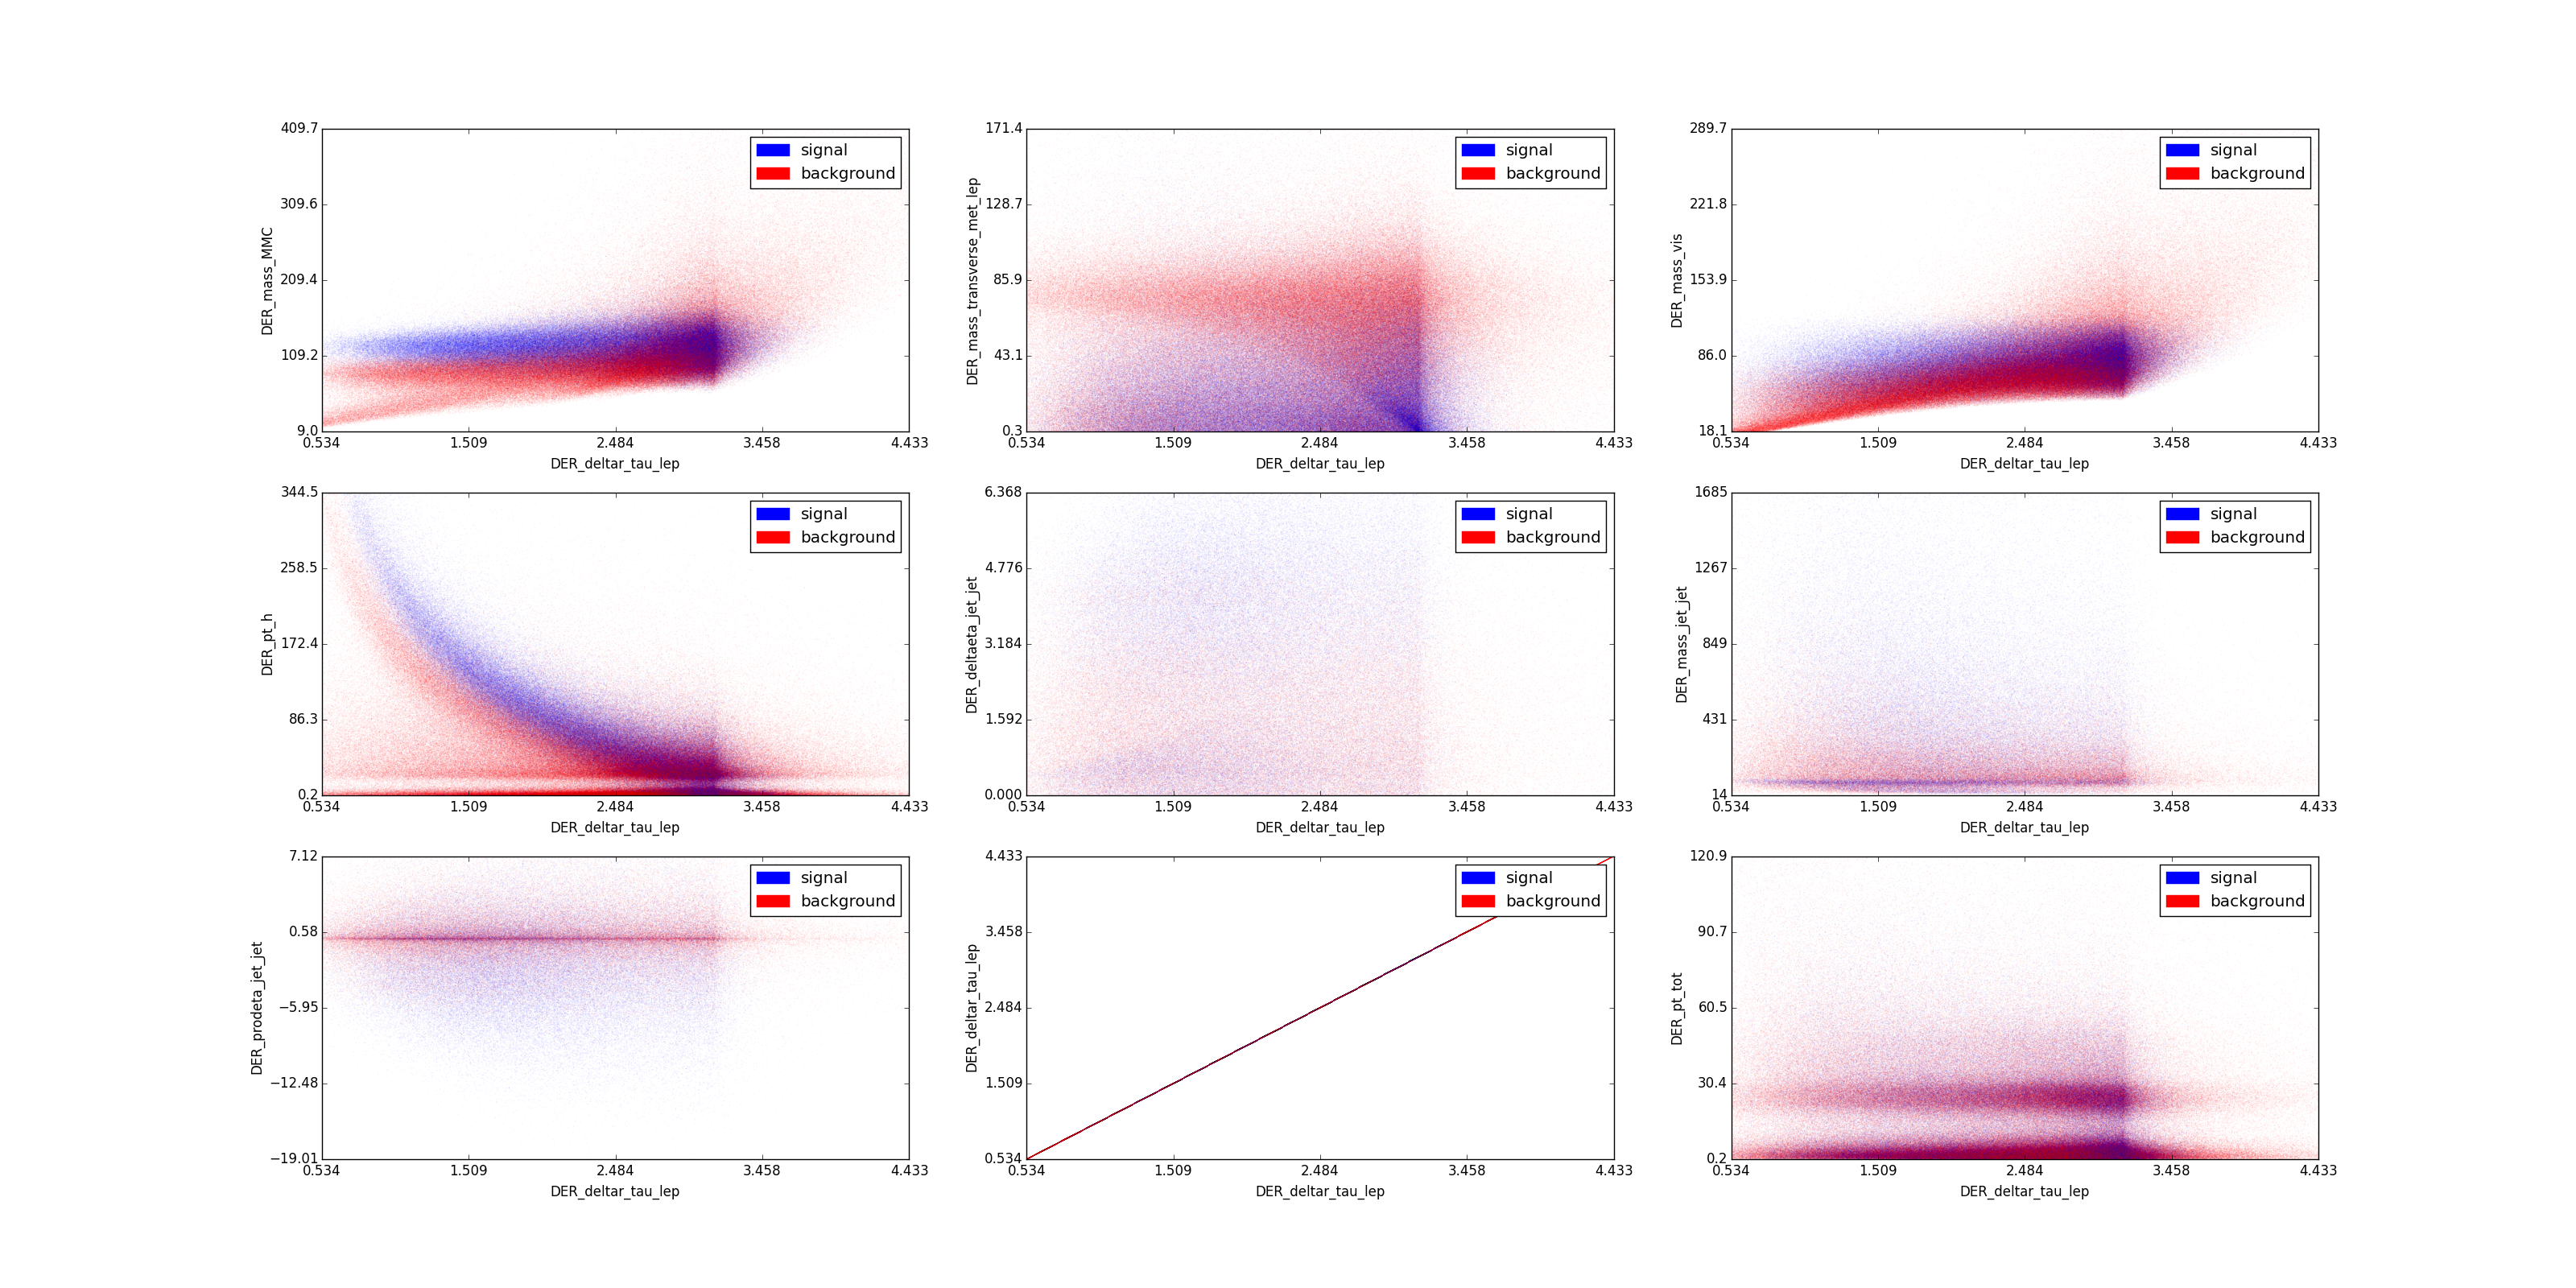 409.7
309.6
209.4
109.2
9.0
DER_mass_MMC
0.534 1.509 2.484 3.458 4.433
DER_deltar_tau_lep
signal
background
171.4
128.7
85.9
43.1
0.3
DER_mass_transverse_met_lep
0.534 1.509 2.484 3.458 4.433
DER_deltar_tau_lep
signal
background
289.7
221.8
153.9
86.0
18.1
DER_mass_vis
0.534 1.509 2.484 3.458 4.433
DER_deltar_tau_lep
signal
background
344.5
258.5
172.4
86.3
0.2
DER_pt_h
0.534 1.509 2.484 3.458 4.433
DER_deltar_tau_lep
signal
background
6.368
4.776
3.184
1.592
0.000
DER_deltaeta_jet_jet
0.534 1.509 2.484 3.458 4.433
DER_deltar_tau_lep
signal
background
1685
1267
849
431
14
DER_mass_jet_jet
0.534 1.509 2.484 3.458 4.433
DER_deltar_tau_lep
signal
background
7.12
0.58
−5.95
−12.48
−19.01
DER_prodeta_jet_jet
0.534 1.509 2.484 3.458 4.433
DER_deltar_tau_lep
signal
background
4.433
3.458
2.484
1.509
0.534
DER_deltar_tau_lep
0.534 1.509 2.484 3.458 4.433
DER_deltar_tau_lep
signal
background
120.9
90.7
60.5
30.4
0.2
DER_pt_tot
0.534 1.509 2.484 3.458 4.433
DER_deltar_tau_lep
signal
background